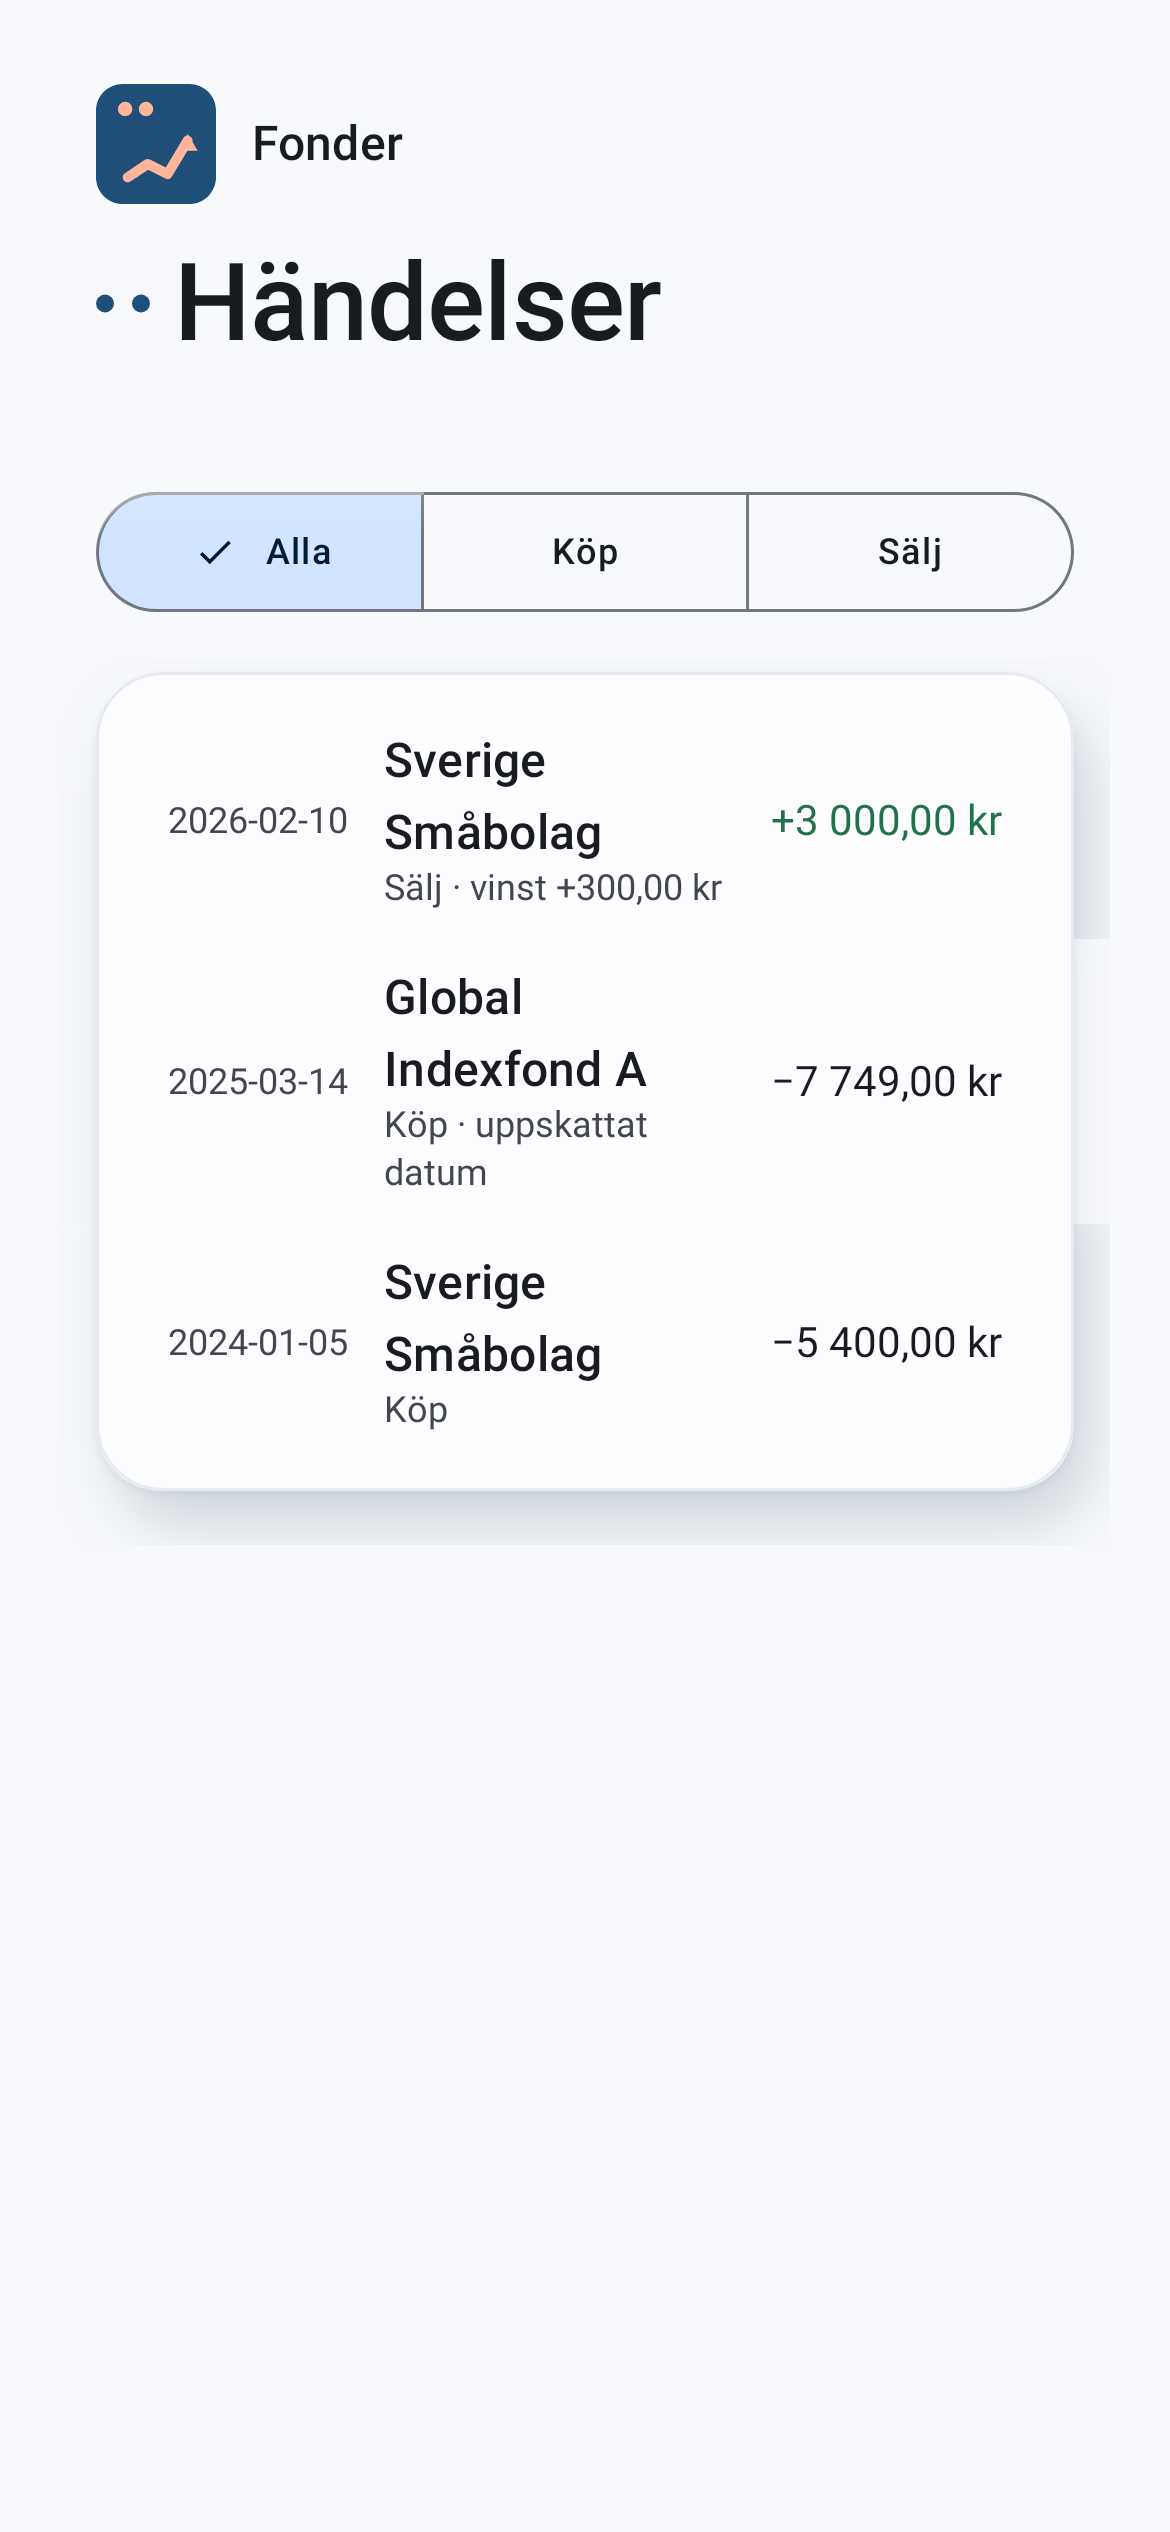 Fonder
Händelser
Alla
Köp
Sälj
2026-02-10
Sverige
Småbolag
Sälj · vinst +300,00 kr
+3 000,00 kr
2025-03-14
Global
Indexfond A
Köp · uppskattat
datum
−7 749,00 kr
2024-01-05
Sverige
Småbolag
Köp
−5 400,00 kr